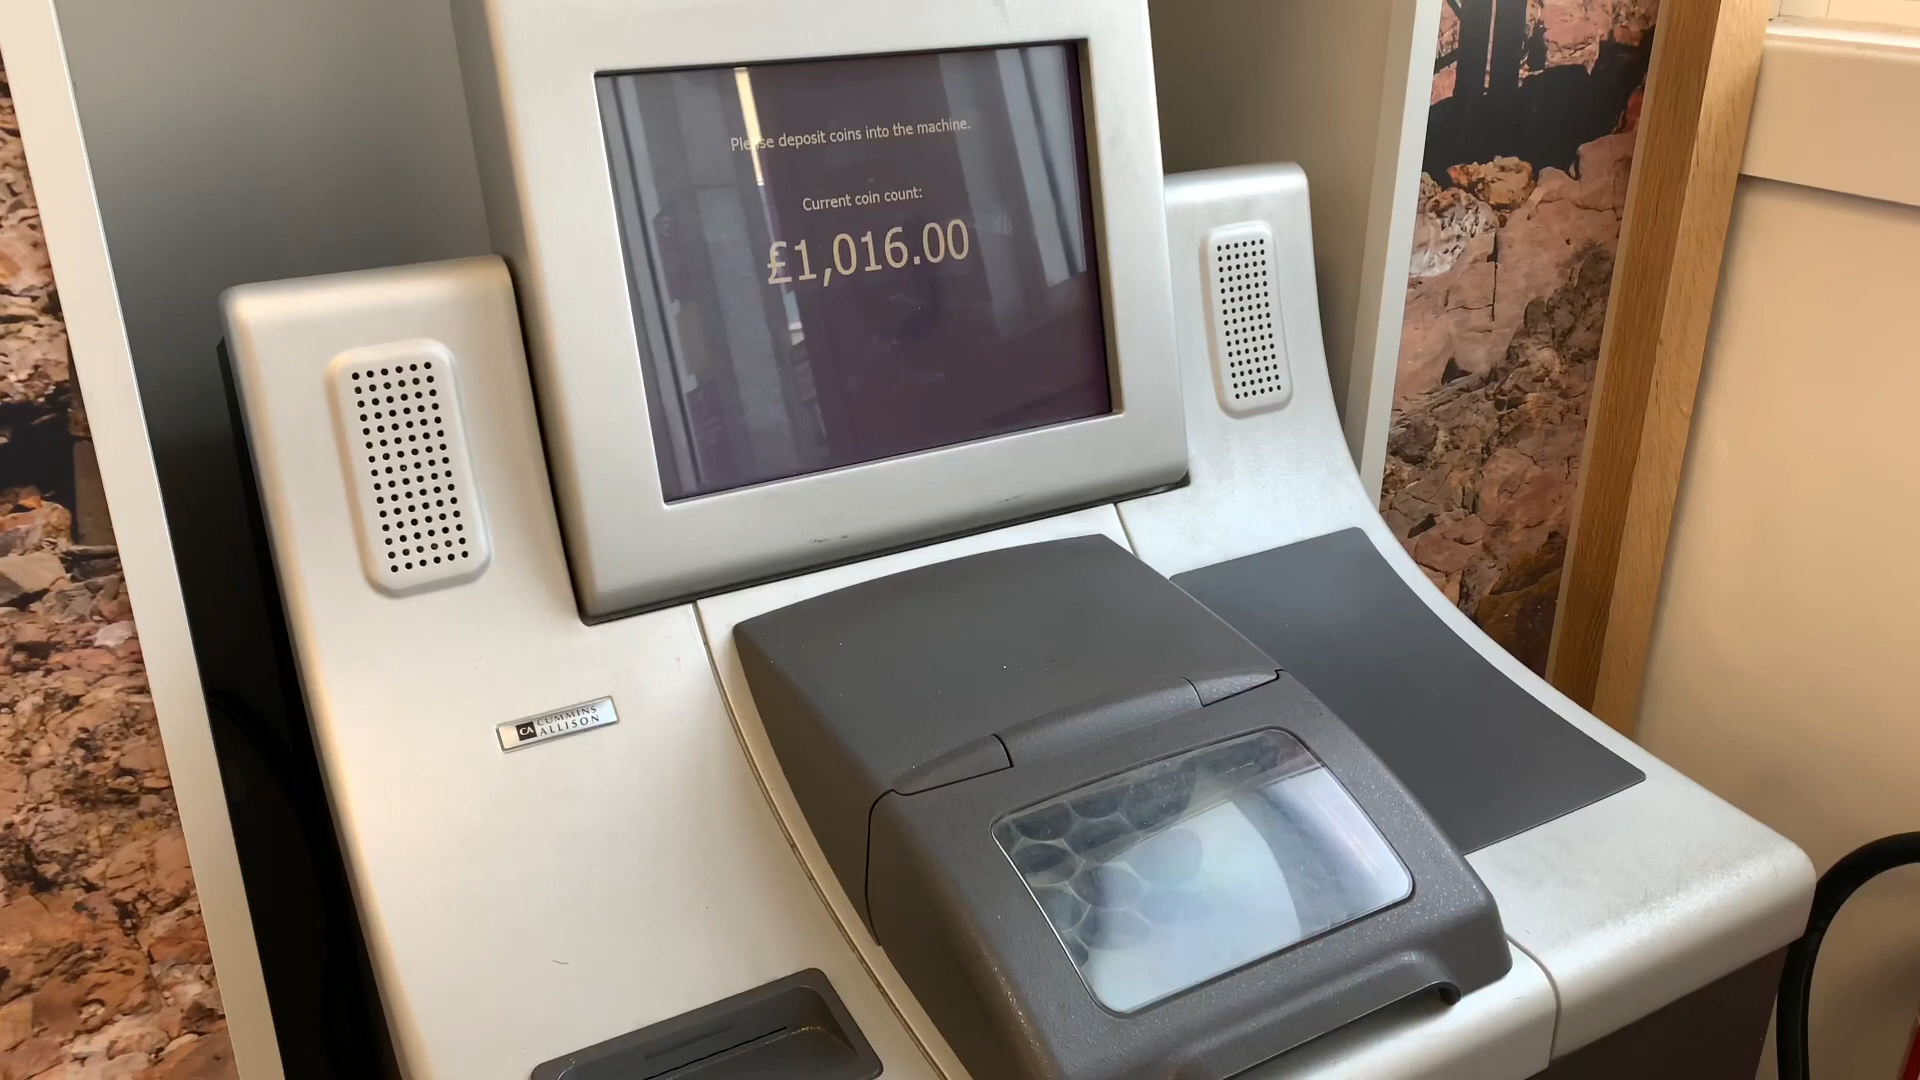 Please deposit coins into the machine.
Current coin count:
£1,016.00
CA CUMMINS
ALLISON